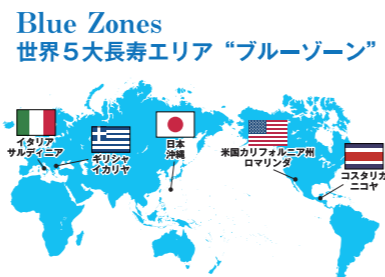 Blue Zones
世界5大長寿エリア“ブルーゾーン”
イタリア
サルディニア
ギリシャ
イカリヤ
日本
沖縄
米国カリフォルニア州
ロマリンダ
コスタリカ
ニコヤ